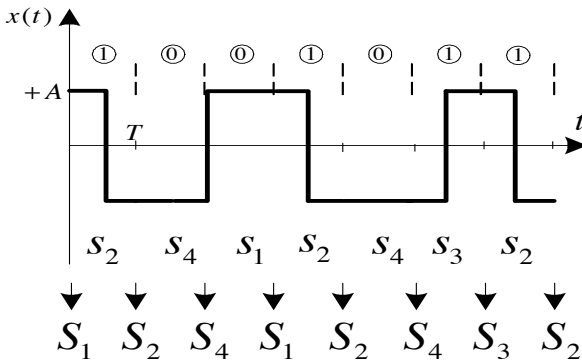 x(t)
① ⓪ ⓪ ① ⓪ ① ①
+A
T
t
s₂ s₄ s₁ s₂ s₄ s₃ s₂
S₁ S₂ S₄ S₁ S₂ S₄ S₃ S₂